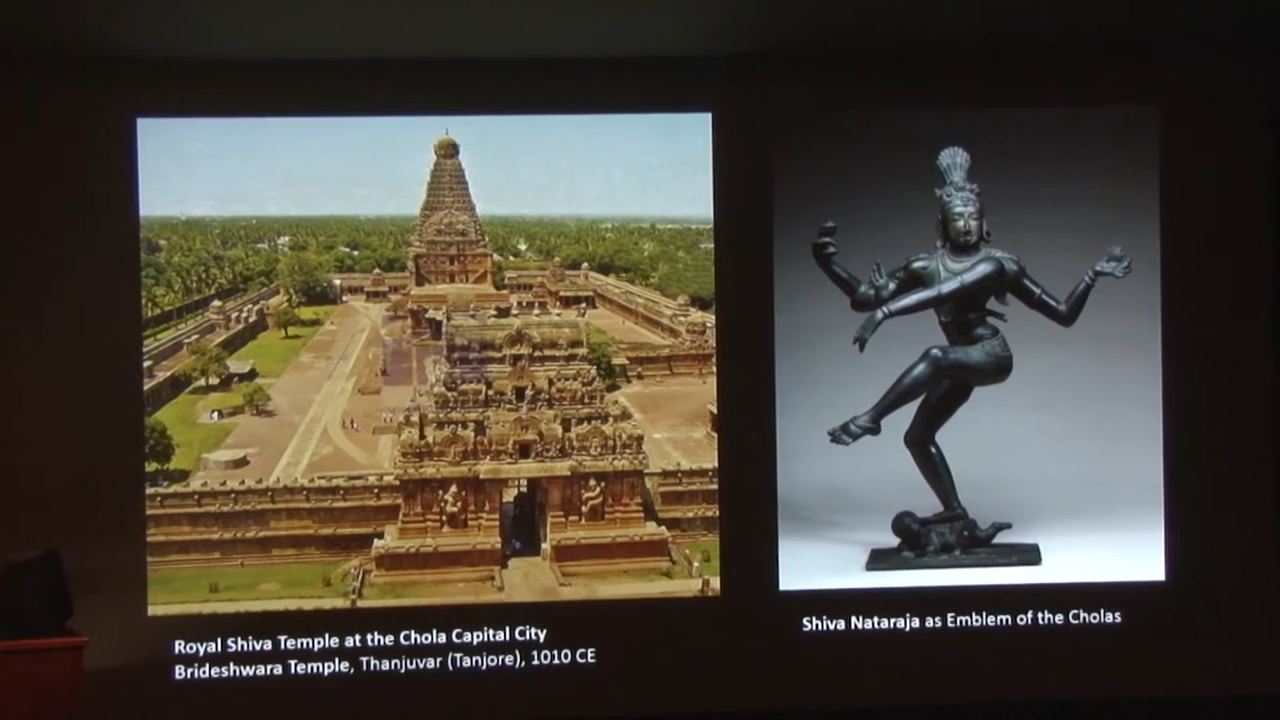 Royal Shiva Temple at the Chola Capital City
Brideshwara Temple, Thanjuvar (Tanjore), 1010 CE
Shiva Nataraja as Emblem of the Cholas